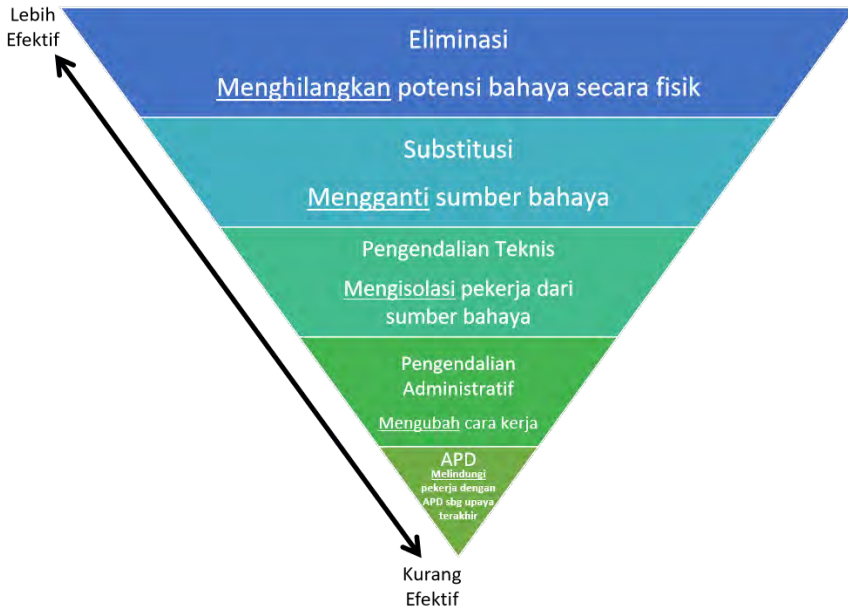 Lebih
Efektif
Eliminasi
Menghilangkan potensi bahaya secara fisik
Substitusi
Mengganti sumber bahaya
Pengendalian Teknis
Mengisolasi pekerja dari
sumber bahaya
Pengendalian
Administratif
Mengubah cara kerja
APD
Melindungi
pekerja dengan
APD sbg upaya
terakhir
Kurang
Efektif